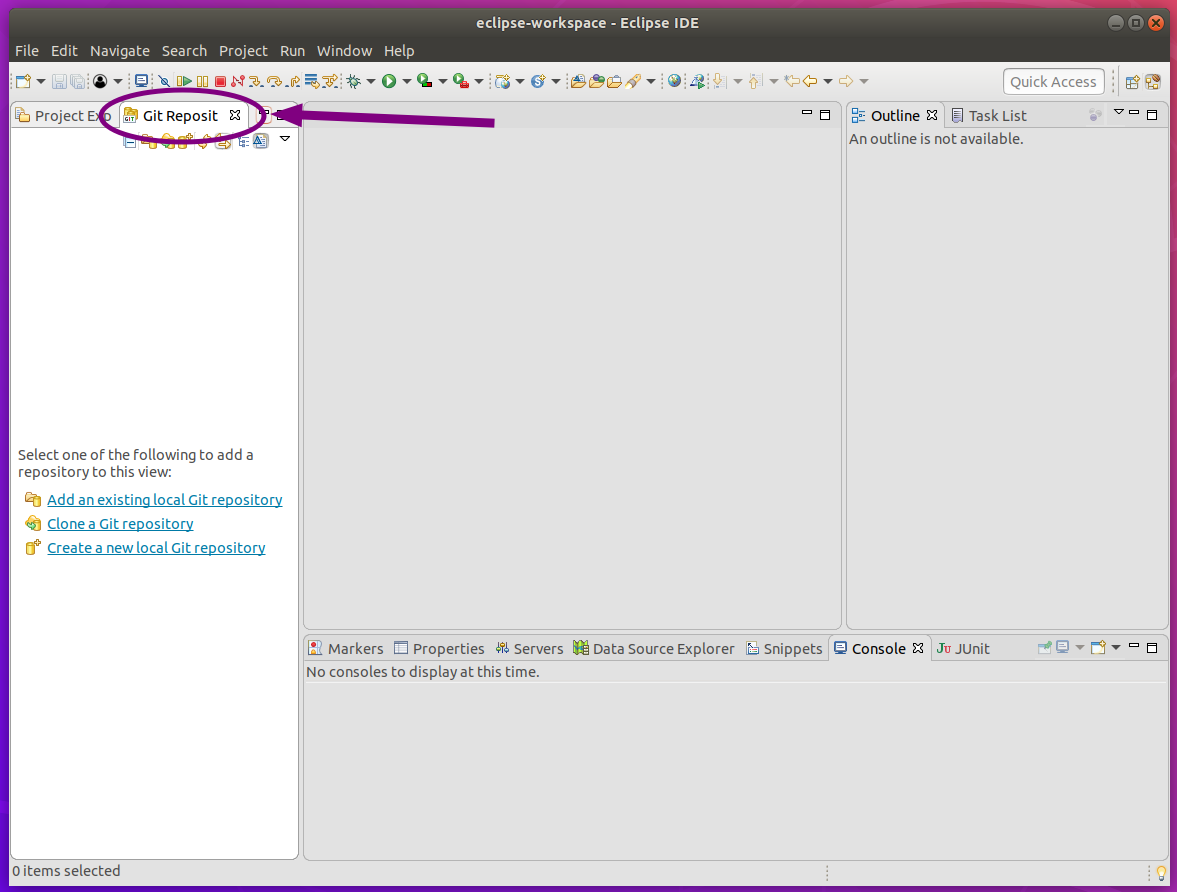 eclipse-workspace - Eclipse IDE
File Edit Navigate Search Project Run Window Help
Quick Access
Project Exp Git Reposit
Outline Task List
An outline is not available.
Select one of the following to add a
repository to this view:
Add an existing local Git repository
Clone a Git repository
Create a new local Git repository
Markers Properties Servers Data Source Explorer Snippets Console JUnit
No consoles to display at this time.
0 items selected